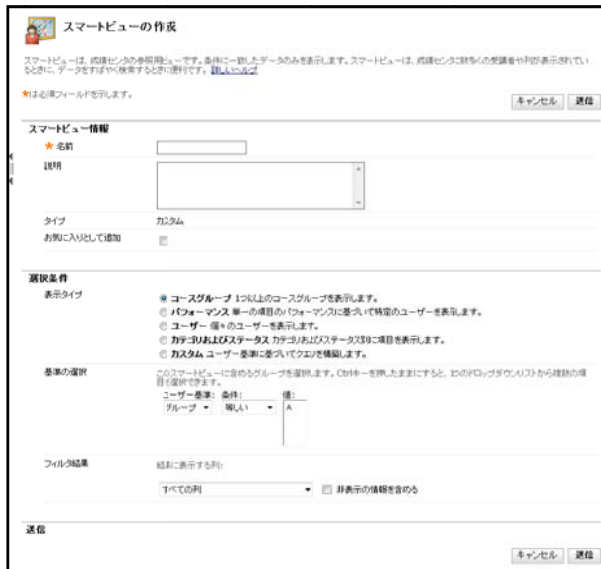 スマートビューの作成
スマートビューは、成績センタの参照用ビューです。条件に一致したデータのみを表示します。スマートビューは、成績センタに数多くの受講者や列が表示されてい
るときに、データをすばやく検索するときに便利です。 詳しいヘルプ
*は必須フィールドを示します。
キャンセル 送信
スマートビュー情報
* 名前
説明
タイプ カスタム
お気に入りとして追加
選択条件
表示タイプ
コースグループ 1つ以上のコースグループを表示します。
パフォーマンス 単一の項目のパフォーマンスに基づいて特定のユーザーを表示します。
ユーザー 個々のユーザーを表示します。
カテゴリおよびステータス カテゴリおよびステータス別に項目を表示します。
カスタム ユーザー基準に基づいてクエリを構築します。
基準の選択 このスマートビューに含めるグループを選択します。Ctrlキーを押したままにすると、1つのドロップダウンリストから複数の項
目を選択できます。
ユーザー基準: 条件: 値:
グループ 等しい A
フィルタ結果 結果に表示する列:
すべての列 非表示の情報を含める
送信
キャンセル 送信